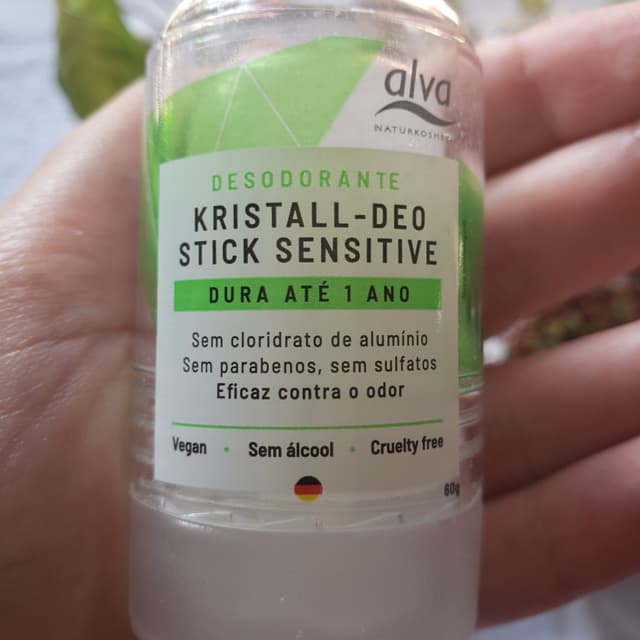 alva
DESODORANTE
KRISTALL-DEO
STICK SENSITIVE
DURA ATÉ 1 ANO
Sem cloridrato de alumínio
Sem parabenos, sem sulfatos
Eficaz contra o odor
Vegan • Sem álcool • Cruelty free
60g